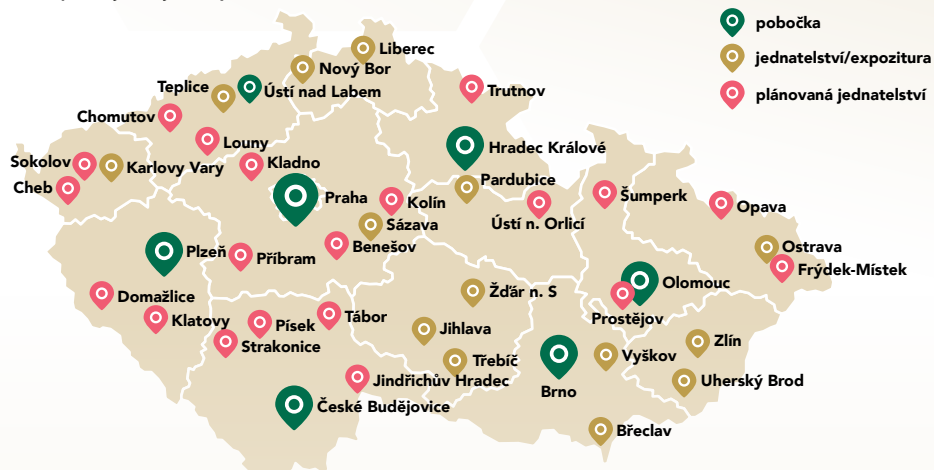 Liberec
pobočka
Nový Bor
jednatelství/expozitura
Teplice
Ústí nad Labem
Trutnov
plánovaná jednatelství
Chomutov
Louny
Hradec Králové
Sokolov
Karlovy Vary
Kladno
Pardubice
Cheb
Praha
Kolín
Šumperk
Opava
Sázava
Ústí n. Orlicí
Plzeň
Příbram
Benešov
Ostrava
Frýdek-Místek
Olomouc
Domažlice
Žďár n. S
Klatovy
Písek
Tábor
Prostějov
Strakonice
Jihlava
Zlín
Třebíč
Vyškov
Jindřichův Hradec
Brno
Uherský Brod
České Budějovice
Břeclav